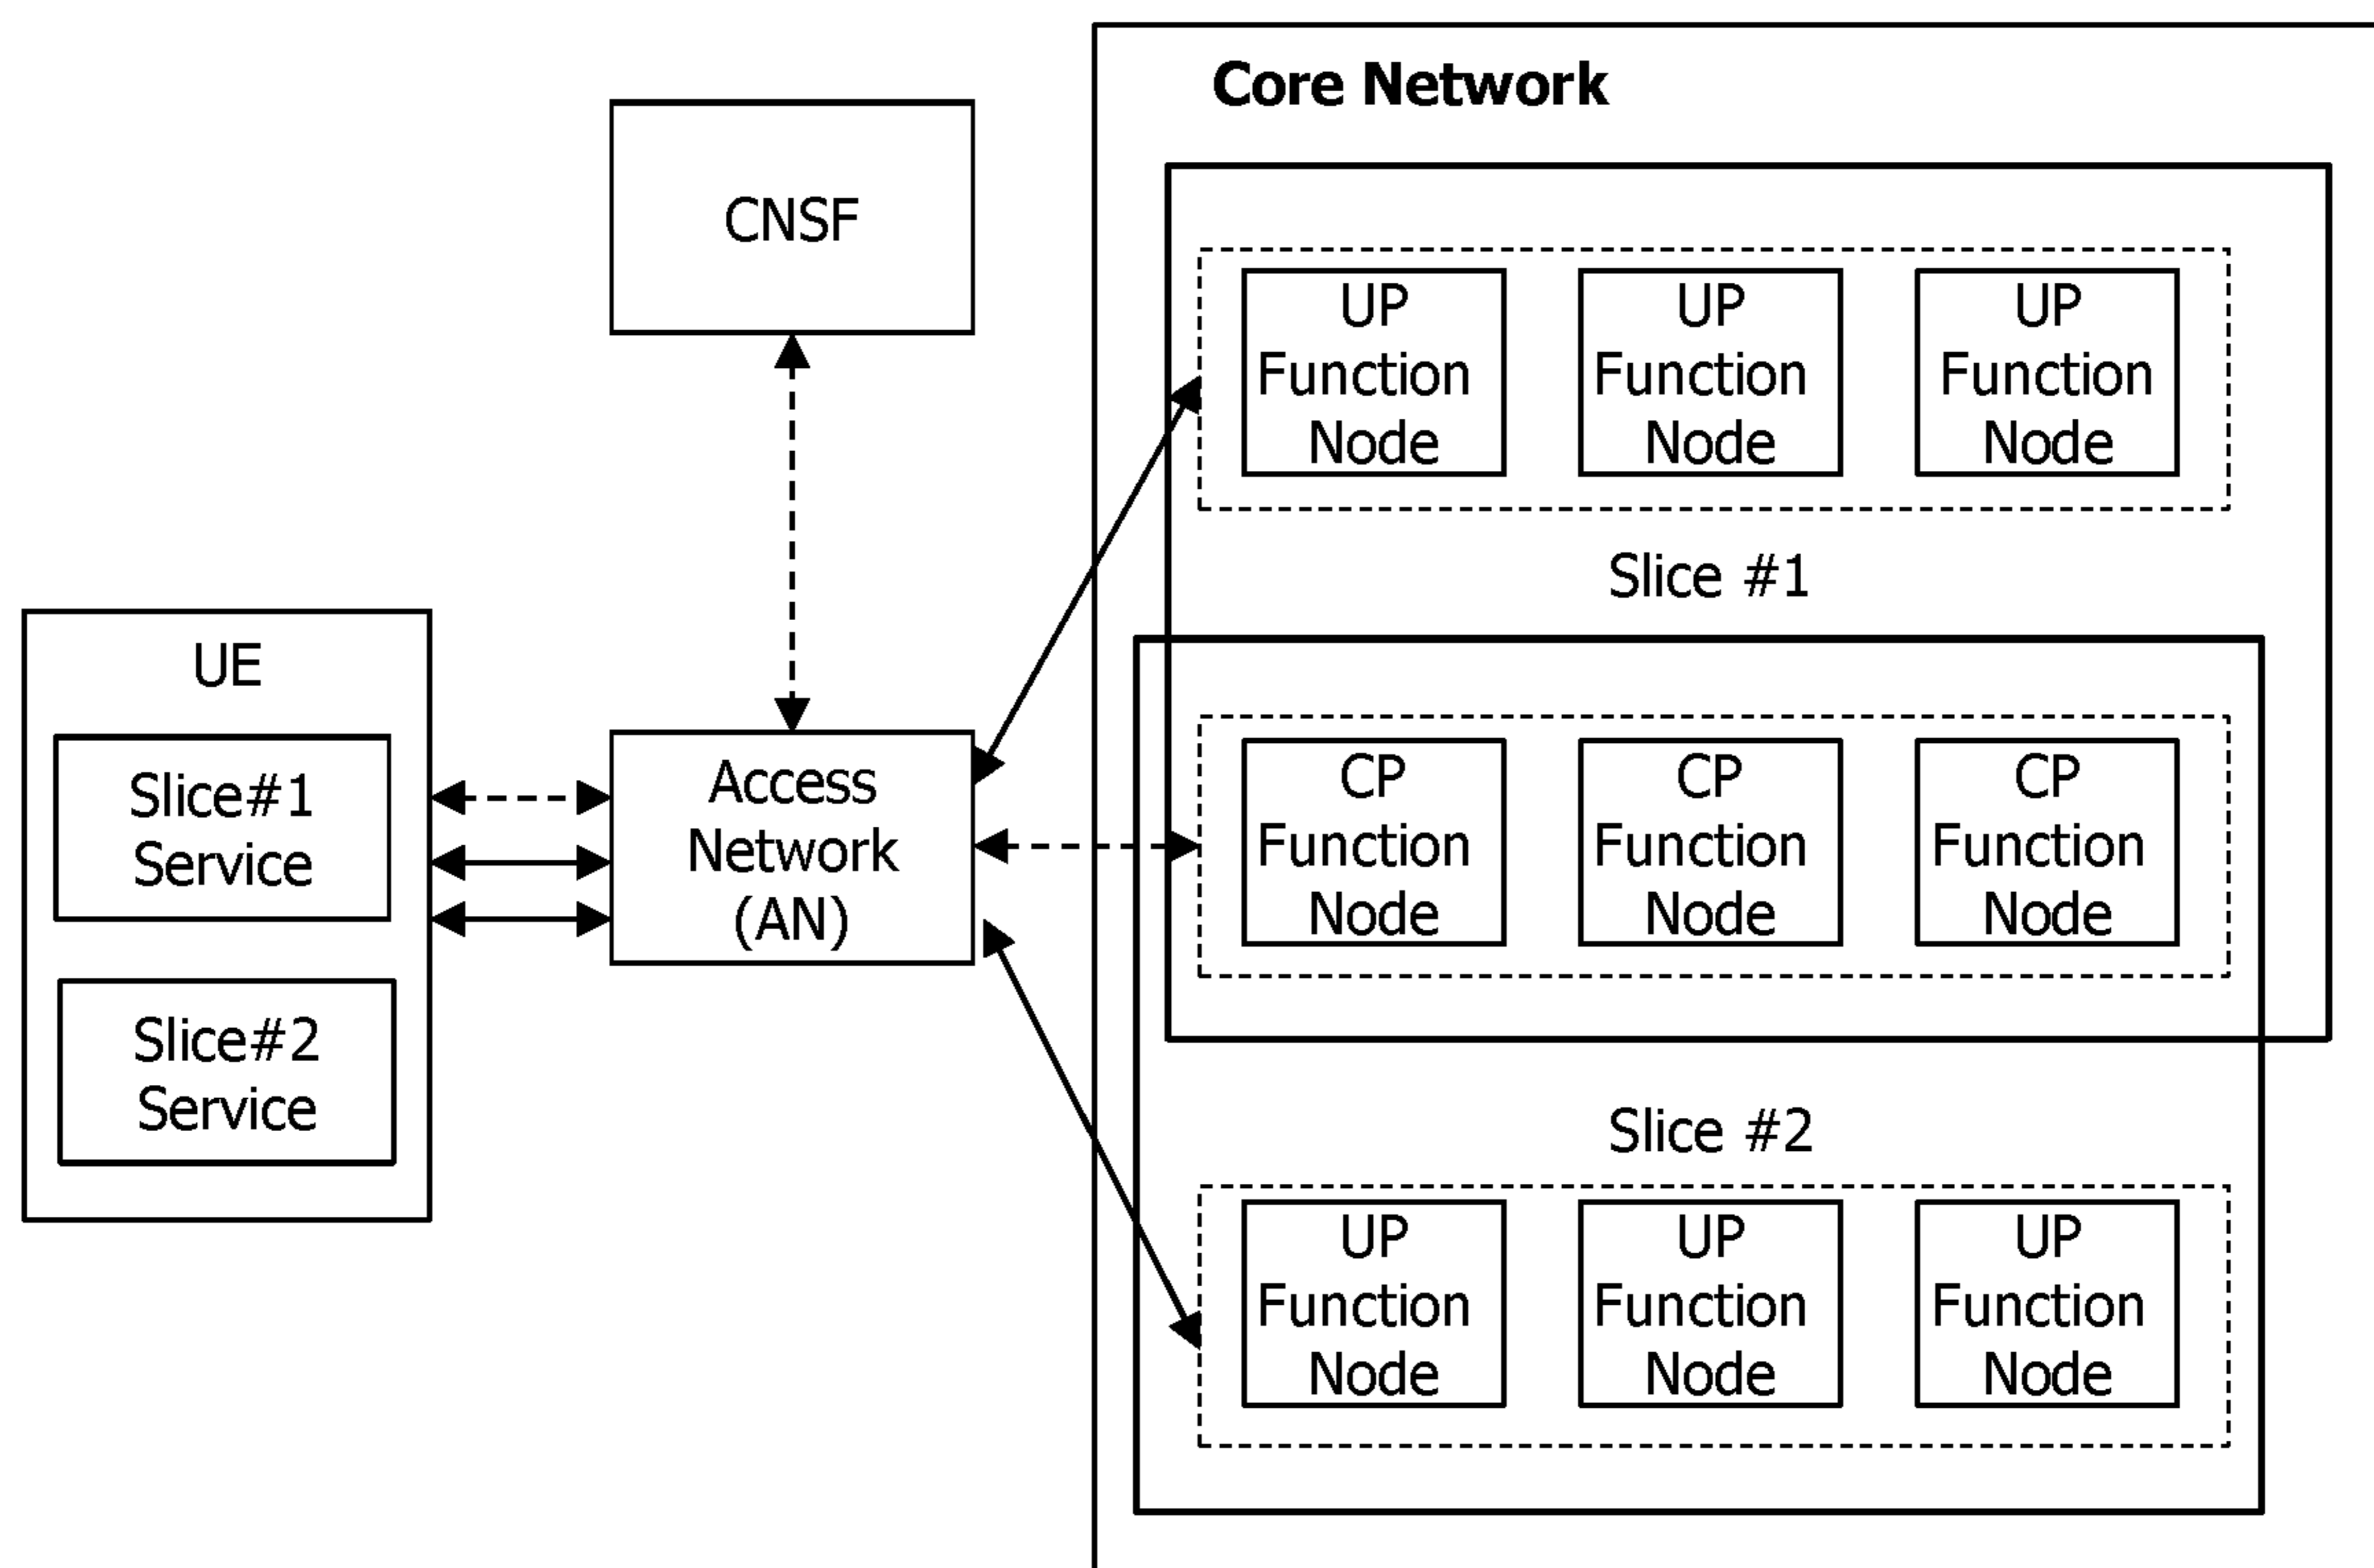 Core Network
CNSF
UP
Function
Node
UP
Function
Node
UP
Function
Node
Slice #1
UE
Slice#1
Service
Slice#2
Service
Access
Network
(AN)
CP
Function
Node
CP
Function
Node
CP
Function
Node
Slice #2
UP
Function
Node
UP
Function
Node
UP
Function
Node